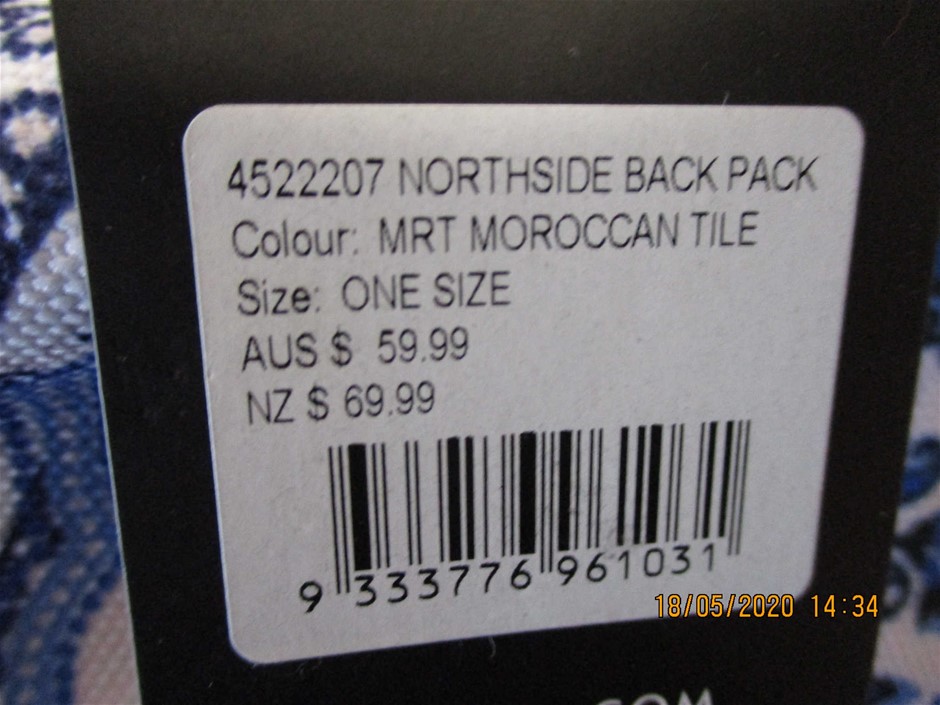 4522207 NORTHSIDE BACK PACK
Colour: MRT MOROCCAN TILE
Size: ONE SIZE
AUS $ 59.99
NZ $ 69.99
9 333776 961031
18/05/2020 14:34